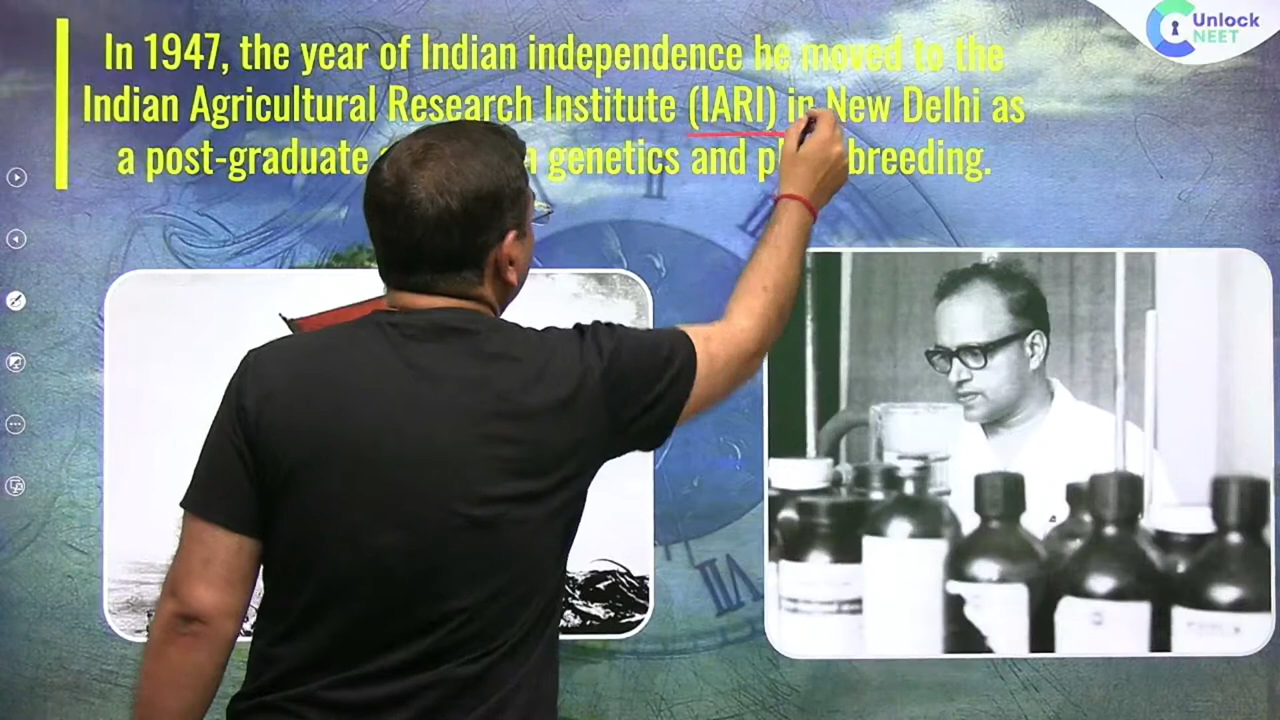 In 1947, the year of Indian independence he moved to the
Indian Agricultural Research Institute (IARI) in New Delhi as
a post-graduate genetics and breeding.
Unlock
NEET
VII